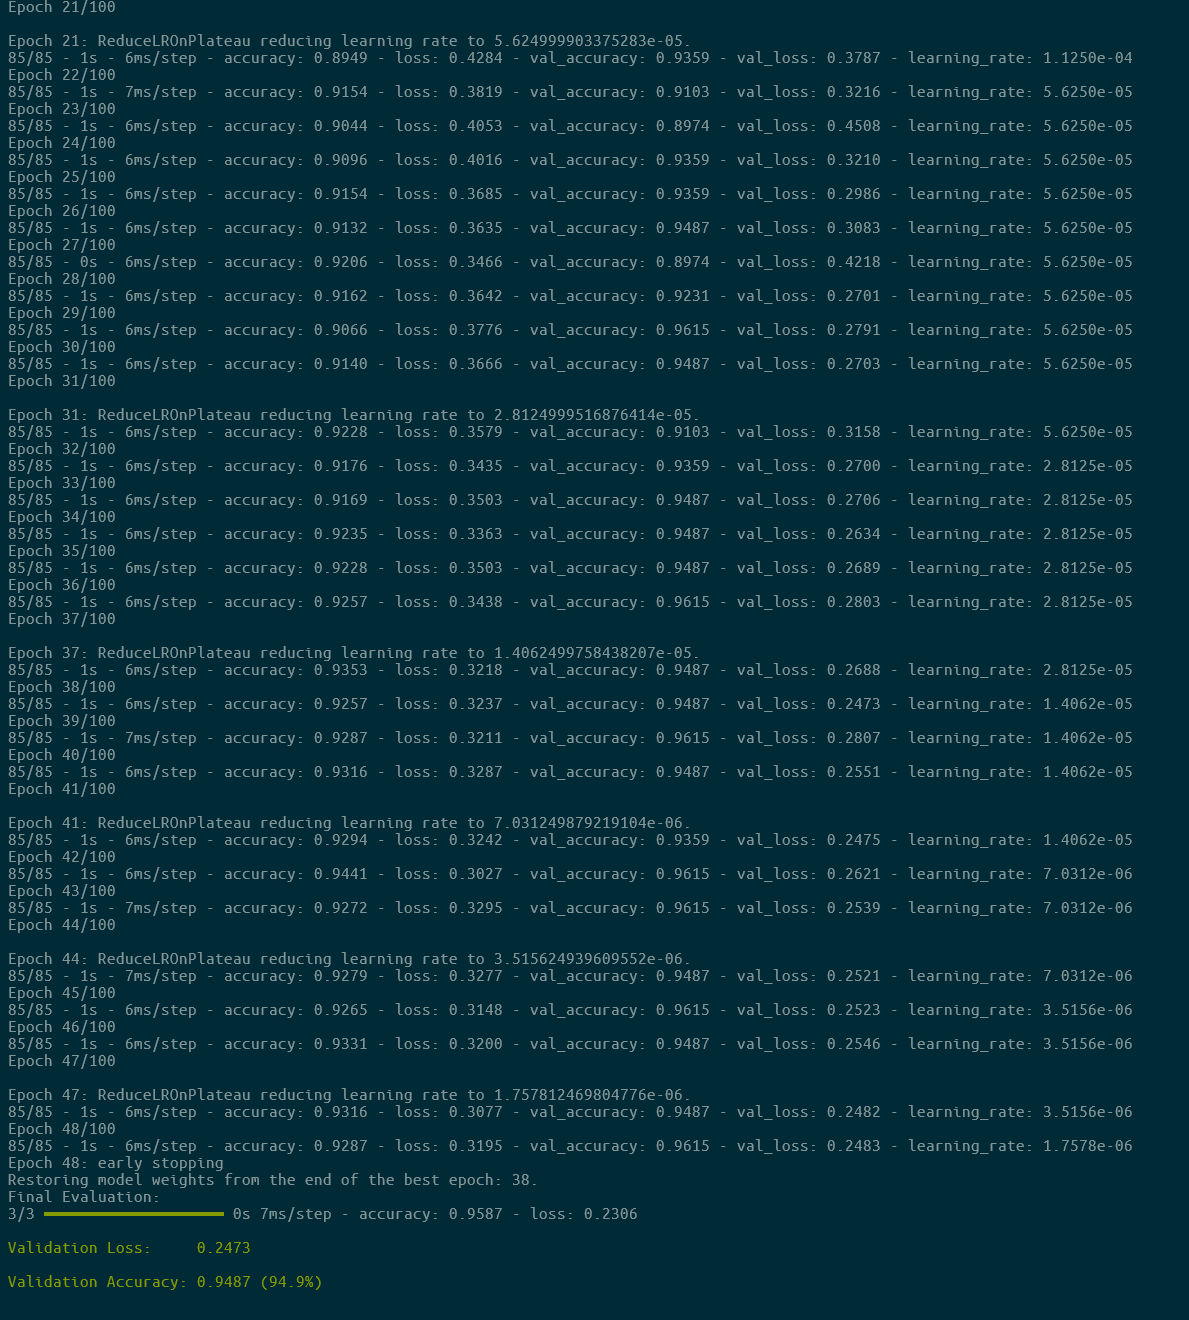 Epoch 21/100
Epoch 21: ReduceLROnPlateau reducing learning rate to 5.624999903375283e-05.
85/85 - 1s - 6ms/step - accuracy: 0.8949 - loss: 0.4284 - val_accuracy: 0.9359 - val_loss: 0.3787 - learning_rate: 1.1250e-04
Epoch 22/100
85/85 - 1s - 7ms/step - accuracy: 0.9154 - loss: 0.3819 - val_accuracy: 0.9103 - val_loss: 0.3216 - learning_rate: 5.6250e-05
Epoch 23/100
85/85 - 1s - 6ms/step - accuracy: 0.9044 - loss: 0.4053 - val_accuracy: 0.8974 - val_loss: 0.4508 - learning_rate: 5.6250e-05
Epoch 24/100
85/85 - 1s - 6ms/step - accuracy: 0.9096 - loss: 0.4016 - val_accuracy: 0.9359 - val_loss: 0.3210 - learning_rate: 5.6250e-05
Epoch 25/100
85/85 - 1s - 6ms/step - accuracy: 0.9154 - loss: 0.3685 - val_accuracy: 0.9359 - val_loss: 0.2986 - learning_rate: 5.6250e-05
Epoch 26/100
85/85 - 1s - 6ms/step - accuracy: 0.9132 - loss: 0.3635 - val_accuracy: 0.9487 - val_loss: 0.3083 - learning_rate: 5.6250e-05
Epoch 27/100
85/85 - 0s - 6ms/step - accuracy: 0.9206 - loss: 0.3466 - val_accuracy: 0.8974 - val_loss: 0.4218 - learning_rate: 5.6250e-05
Epoch 28/100
85/85 - 1s - 6ms/step - accuracy: 0.9162 - loss: 0.3642 - val_accuracy: 0.9231 - val_loss: 0.2701 - learning_rate: 5.6250e-05
Epoch 29/100
85/85 - 1s - 6ms/step - accuracy: 0.9066 - loss: 0.3776 - val_accuracy: 0.9615 - val_loss: 0.2791 - learning_rate: 5.6250e-05
Epoch 30/100
85/85 - 1s - 6ms/step - accuracy: 0.9140 - loss: 0.3666 - val_accuracy: 0.9487 - val_loss: 0.2703 - learning_rate: 5.6250e-05
Epoch 31/100
Epoch 31: ReduceLROnPlateau reducing learning rate to 2.8124999516876414e-05.
85/85 - 1s - 6ms/step - accuracy: 0.9228 - loss: 0.3579 - val_accuracy: 0.9103 - val_loss: 0.3158 - learning_rate: 5.6250e-05
Epoch 32/100
85/85 - 1s - 6ms/step - accuracy: 0.9176 - loss: 0.3435 - val_accuracy: 0.9359 - val_loss: 0.2700 - learning_rate: 2.8125e-05
Epoch 33/100
85/85 - 1s - 6ms/step - accuracy: 0.9169 - loss: 0.3503 - val_accuracy: 0.9487 - val_loss: 0.2706 - learning_rate: 2.8125e-05
Epoch 34/100
85/85 - 1s - 6ms/step - accuracy: 0.9235 - loss: 0.3363 - val_accuracy: 0.9487 - val_loss: 0.2634 - learning_rate: 2.8125e-05
Epoch 35/100
85/85 - 1s - 6ms/step - accuracy: 0.9228 - loss: 0.3503 - val_accuracy: 0.9487 - val_loss: 0.2689 - learning_rate: 2.8125e-05
Epoch 36/100
85/85 - 1s - 6ms/step - accuracy: 0.9257 - loss: 0.3438 - val_accuracy: 0.9615 - val_loss: 0.2803 - learning_rate: 2.8125e-05
Epoch 37/100
Epoch 37: ReduceLROnPlateau reducing learning rate to 1.4062499758438207e-05.
85/85 - 1s - 6ms/step - accuracy: 0.9353 - loss: 0.3218 - val_accuracy: 0.9487 - val_loss: 0.2688 - learning_rate: 2.8125e-05
Epoch 38/100
85/85 - 1s - 6ms/step - accuracy: 0.9257 - loss: 0.3237 - val_accuracy: 0.9487 - val_loss: 0.2473 - learning_rate: 1.4062e-05
Epoch 39/100
85/85 - 1s - 7ms/step - accuracy: 0.9287 - loss: 0.3211 - val_accuracy: 0.9615 - val_loss: 0.2807 - learning_rate: 1.4062e-05
Epoch 40/100
85/85 - 1s - 6ms/step - accuracy: 0.9316 - loss: 0.3287 - val_accuracy: 0.9487 - val_loss: 0.2551 - learning_rate: 1.4062e-05
Epoch 41/100
Epoch 41: ReduceLROnPlateau reducing learning rate to 7.031249879219104e-06.
85/85 - 1s - 6ms/step - accuracy: 0.9294 - loss: 0.3242 - val_accuracy: 0.9359 - val_loss: 0.2475 - learning_rate: 1.4062e-05
Epoch 42/100
85/85 - 1s - 6ms/step - accuracy: 0.9441 - loss: 0.3027 - val_accuracy: 0.9615 - val_loss: 0.2621 - learning_rate: 7.0312e-06
Epoch 43/100
85/85 - 1s - 7ms/step - accuracy: 0.9272 - loss: 0.3295 - val_accuracy: 0.9615 - val_loss: 0.2539 - learning_rate: 7.0312e-06
Epoch 44/100
Epoch 44: ReduceLROnPlateau reducing learning rate to 3.515624939609552e-06.
85/85 - 1s - 7ms/step - accuracy: 0.9279 - loss: 0.3277 - val_accuracy: 0.9487 - val_loss: 0.2521 - learning_rate: 7.0312e-06
Epoch 45/100
85/85 - 1s - 6ms/step - accuracy: 0.9265 - loss: 0.3148 - val_accuracy: 0.9615 - val_loss: 0.2523 - learning_rate: 3.5156e-06
Epoch 46/100
85/85 - 1s - 6ms/step - accuracy: 0.9331 - loss: 0.3200 - val_accuracy: 0.9487 - val_loss: 0.2546 - learning_rate: 3.5156e-06
Epoch 47/100
Epoch 47: ReduceLROnPlateau reducing learning rate to 1.757812469804776e-06.
85/85 - 1s - 6ms/step - accuracy: 0.9316 - loss: 0.3077 - val_accuracy: 0.9487 - val_loss: 0.2482 - learning_rate: 3.5156e-06
Epoch 48/100
85/85 - 1s - 6ms/step - accuracy: 0.9287 - loss: 0.3195 - val_accuracy: 0.9615 - val_loss: 0.2483 - learning_rate: 1.7578e-06
Epoch 48: early stopping
Restoring model weights from the end of the best epoch: 38.
Final Evaluation:
3/3 ━━━━━━━━━━━━━━━━━━━━ 0s 7ms/step - accuracy: 0.9587 - loss: 0.2306
Validation Loss:     0.2473
Validation Accuracy: 0.9487 (94.9%)